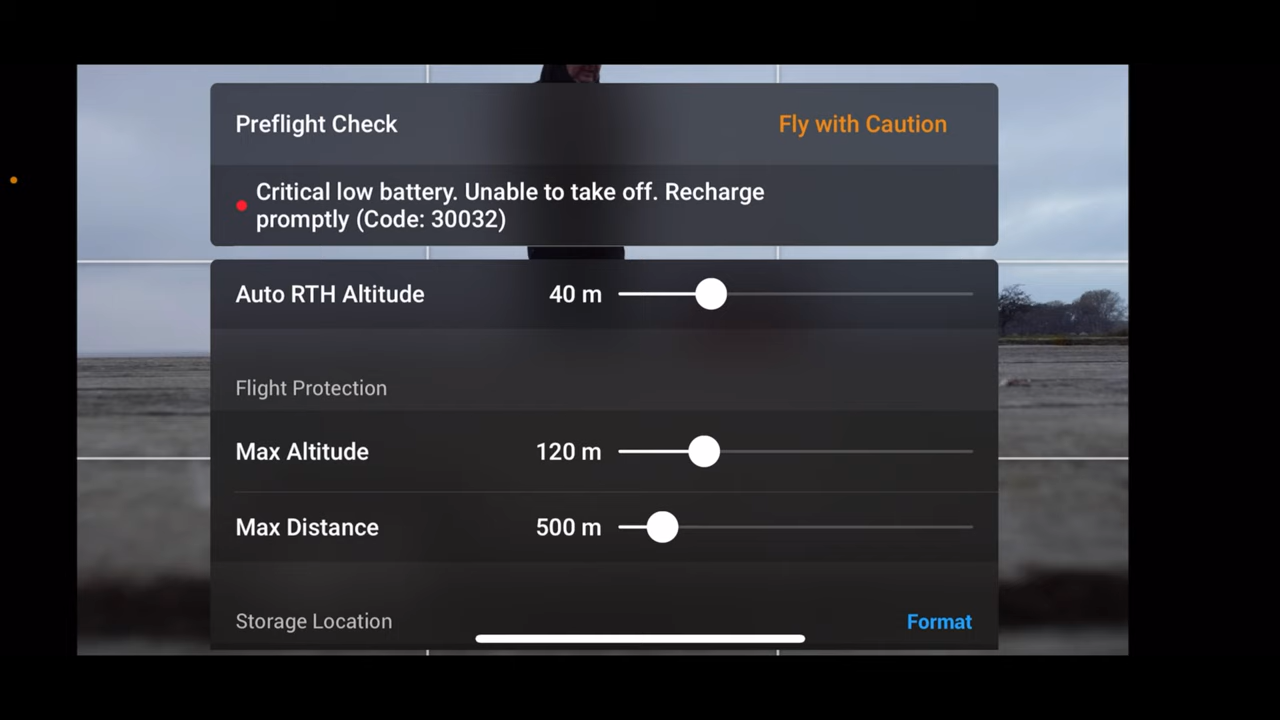 Preflight Check
Fly with Caution
Critical low battery. Unable to take off. Recharge
promptly (Code: 30032)
Auto RTH Altitude
40 m
Flight Protection
Max Altitude
120 m
Max Distance
500 m
Storage Location
Format